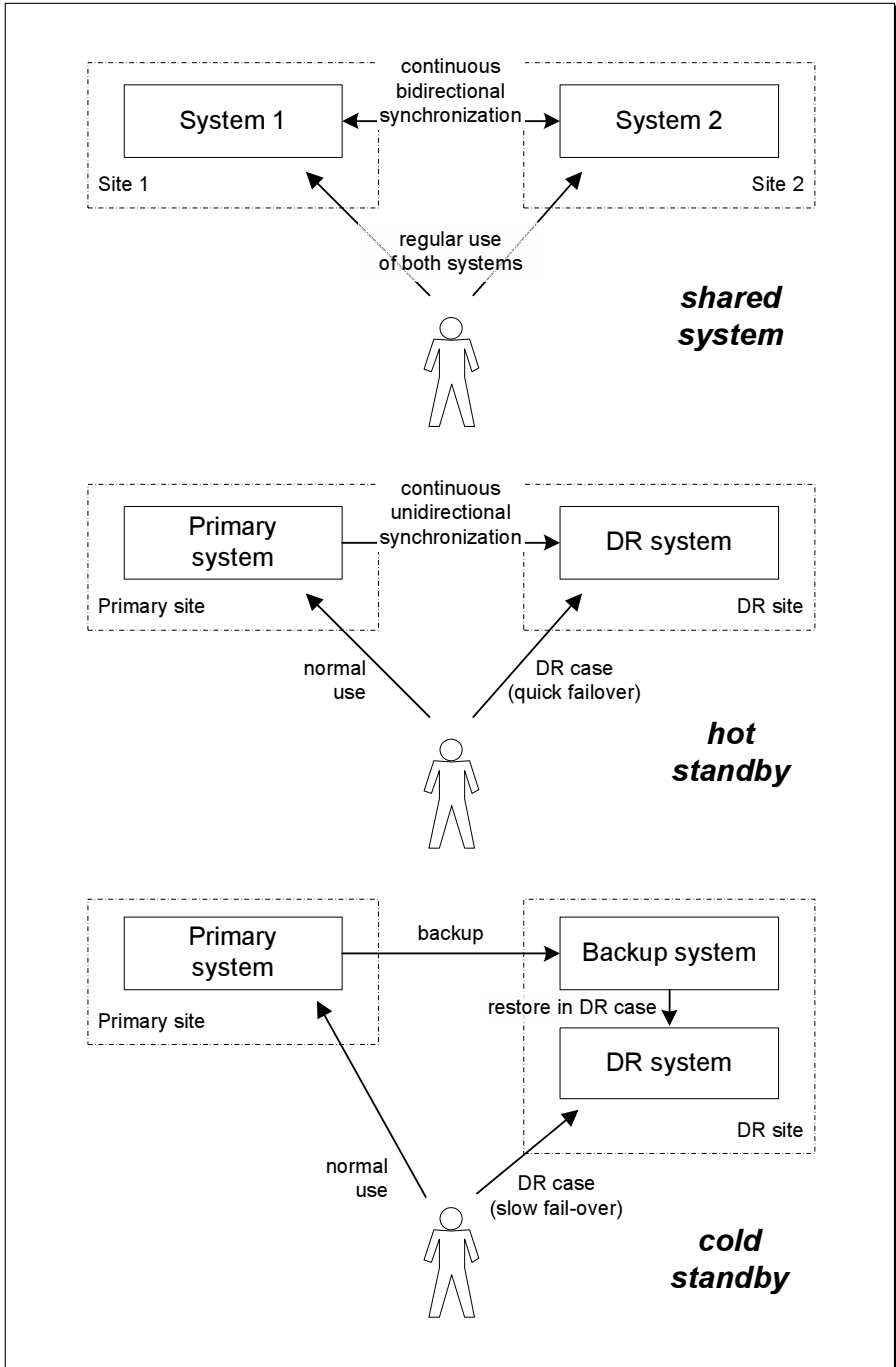 continuous
bidirectional
synchronization
System 1
System 2
Site 1
Site 2
regular use
of both systems
shared
system
continuous
unidirectional
synchronization
Primary
system
DR system
Primary site
DR site
normal
use
DR case
(quick failover)
hot
standby
Primary
system
backup
Backup system
Primary site
restore in DR case
DR system
DR site
normal
use
DR case
(slow fail-over)
cold
standby